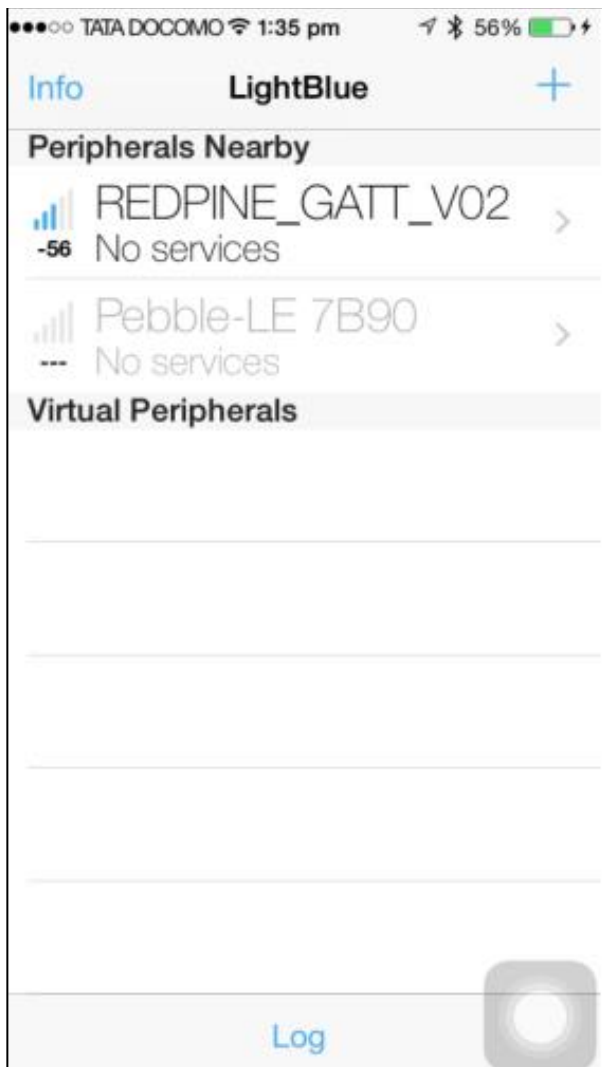 TATA DOCOMO 1:35 pm 56%
Info LightBlue +
Peripherals Nearby
REDPINE_GATT_V02
-56 No services
Pebble-LE 7B90
--- No services
Virtual Peripherals
Log